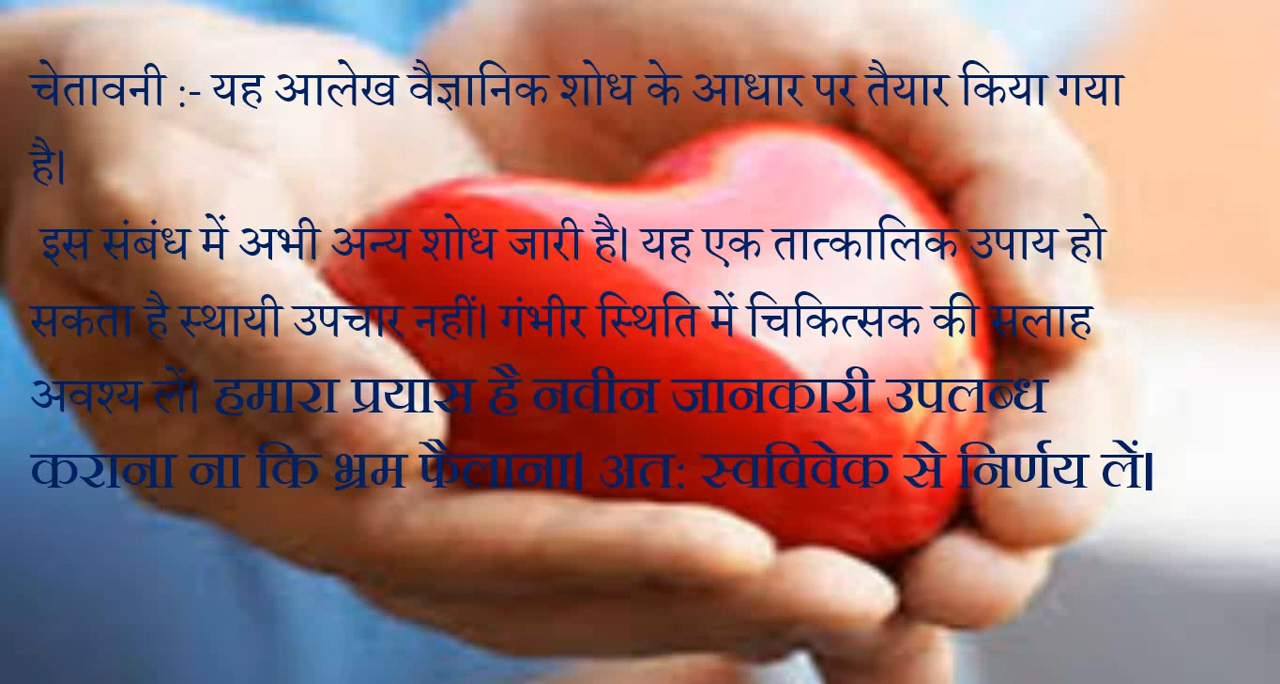 चेतावनी :- यह आलेख वैज्ञानिक शोध के आधार पर तैयार किया गया
है।
इस संबंध में अभी अन्य शोध जारी है। यह एक तात्कालिक उपाय हो
सकता है स्थायी उपचार नहीं। गंभीर स्थिति में चिकित्सक की सलाह
अवश्य लें। हमारा प्रयास है नवीन जानकारी उपलब्ध
कराना ना कि भ्रम फैलाना। अत: स्वविवेक से निर्णय लें।